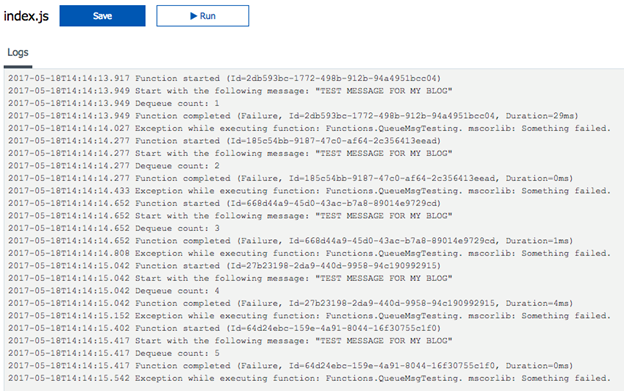 index.js
Save
Run
Logs
2017-05-18T14:14:13.917 Function started (Id=2db593bc-1772-498b-912b-94a4951bcc04)
2017-05-18T14:14:13.949 Start with the following message: "TEST MESSAGE FOR MY BLOG"
2017-05-18T14:14:13.949 Dequeue count: 1
2017-05-18T14:14:13.949 Function completed (Failure, Id=2db593bc-1772-498b-912b-94a4951bcc04, Duration=29ms)
2017-05-18T14:14:14.027 Exception while executing function: Functions.QueueMsgTesting. mscorlib: Something failed.
2017-05-18T14:14:14.277 Function started (Id=185c54bb-9187-47c0-af64-2c356413eead)
2017-05-18T14:14:14.277 Start with the following message: "TEST MESSAGE FOR MY BLOG"
2017-05-18T14:14:14.277 Dequeue count: 2
2017-05-18T14:14:14.277 Function completed (Failure, Id=185c54bb-9187-47c0-af64-2c356413eead, Duration=0ms)
2017-05-18T14:14:14.433 Exception while executing function: Functions.QueueMsgTesting. mscorlib: Something failed.
2017-05-18T14:14:14.652 Function started (Id=668d44a9-45d0-43ac-b7a8-89014e9729cd)
2017-05-18T14:14:14.652 Start with the following message: "TEST MESSAGE FOR MY BLOG"
2017-05-18T14:14:14.652 Dequeue count: 3
2017-05-18T14:14:14.652 Function completed (Failure, Id=668d44a9-45d0-43ac-b7a8-89014e9729cd, Duration=1ms)
2017-05-18T14:14:14.808 Exception while executing function: Functions.QueueMsgTesting. mscorlib: Something failed.
2017-05-18T14:14:15.042 Function started (Id=27b23198-2da9-440d-9958-94c190992915)
2017-05-18T14:14:15.042 Start with the following message: "TEST MESSAGE FOR MY BLOG"
2017-05-18T14:14:15.042 Dequeue count: 4
2017-05-18T14:14:15.042 Function completed (Failure, Id=27b23198-2da9-440d-9958-94c190992915, Duration=4ms)
2017-05-18T14:14:15.152 Exception while executing function: Functions.QueueMsgTesting. mscorlib: Something failed.
2017-05-18T14:14:15.402 Function started (Id=64d24ebc-159e-4a91-8044-16f30755c1f0)
2017-05-18T14:14:15.417 Start with the following message: "TEST MESSAGE FOR MY BLOG"
2017-05-18T14:14:15.417 Dequeue count: 5
2017-05-18T14:14:15.417 Function completed (Failure, Id=64d24ebc-159e-4a91-8044-16f30755c1f0, Duration=0ms)
2017-05-18T14:14:15.542 Exception while executing function: Functions.QueueMsgTesting. mscorlib: Something failed.